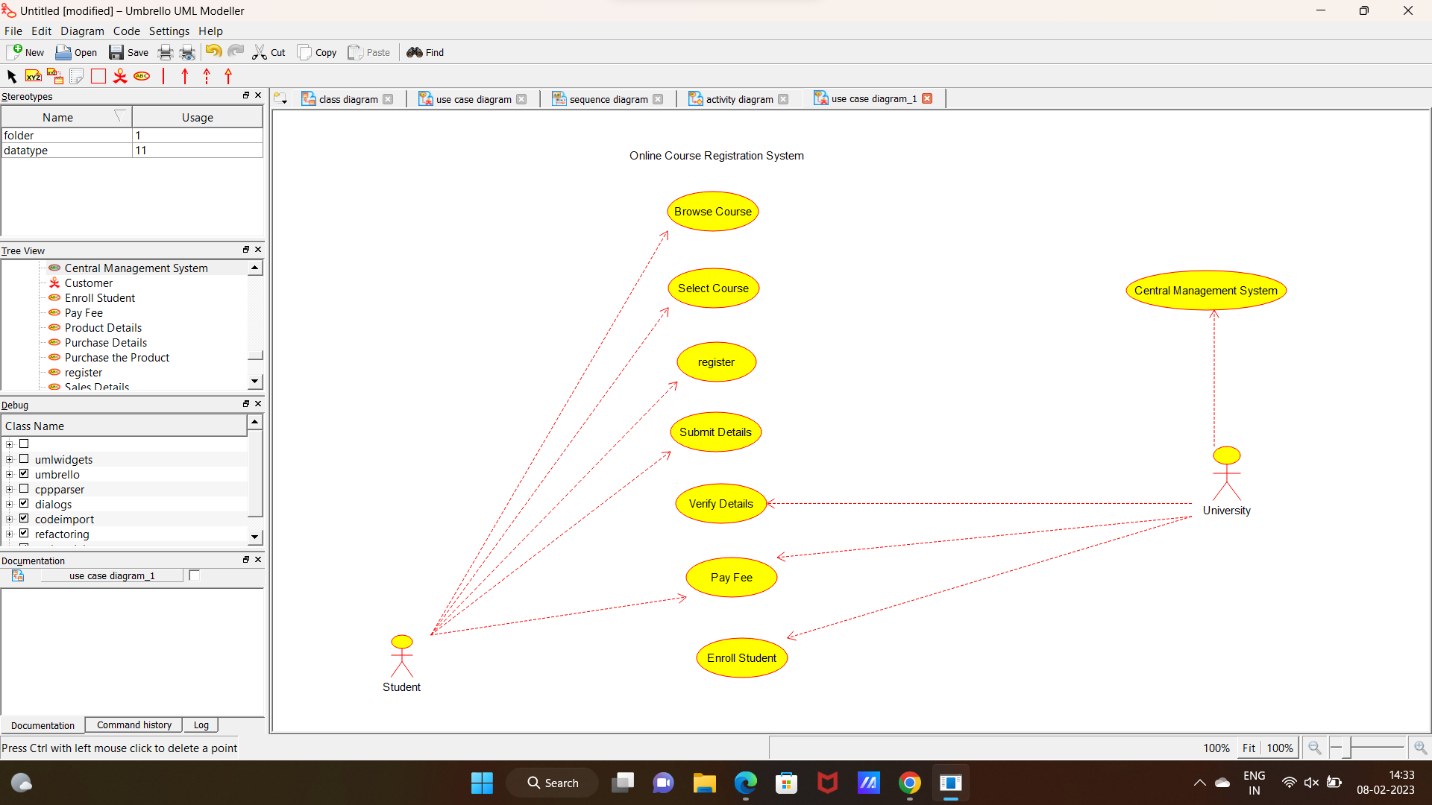 Untitled [modified] – Umbrello UML Modeller
File Edit Diagram Code Settings Help
New Open Save Cut Copy Paste Find
XYZ ABC
Stereotypes
Name Usage
folder 1
datatype 11
class diagram use case diagram sequence diagram activity diagram use case diagram_1
Tree View
Central Management System
Customer
Enroll Student
Pay Fee
Product Details
Purchase Details
Purchase the Product
register
Sales Details
Debug
Class Name
umlwidgets
umbrello
cppparser
dialogs
codeimport
refactoring
Documentation
use case diagram_1
Documentation Command history Log
Online Course Registration System
Browse Course
Select Course
register
Submit Details
Verify Details
Pay Fee
Enroll Student
Student
Central Management System
University
Press Ctrl with left mouse click to delete a point
100% Fit 100%
Search
ENG
IN
14:33
08-02-2023